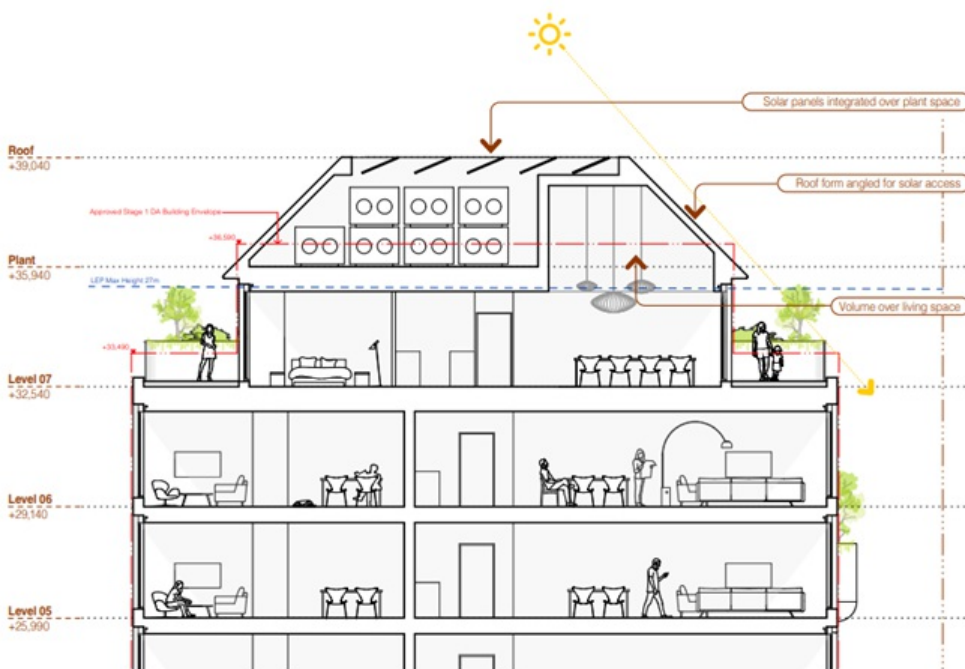 Solar panels integrated over plant space
Roof
+39,040
Roof form angled for solar access
Approved Stage 1 DA Building Envelope
+36,590
Plant
+35,940
LEP Max Height 27m
Volume over living space
+33,490
Level 07
+32,540
Level 06
+29,140
Level 05
+25,990